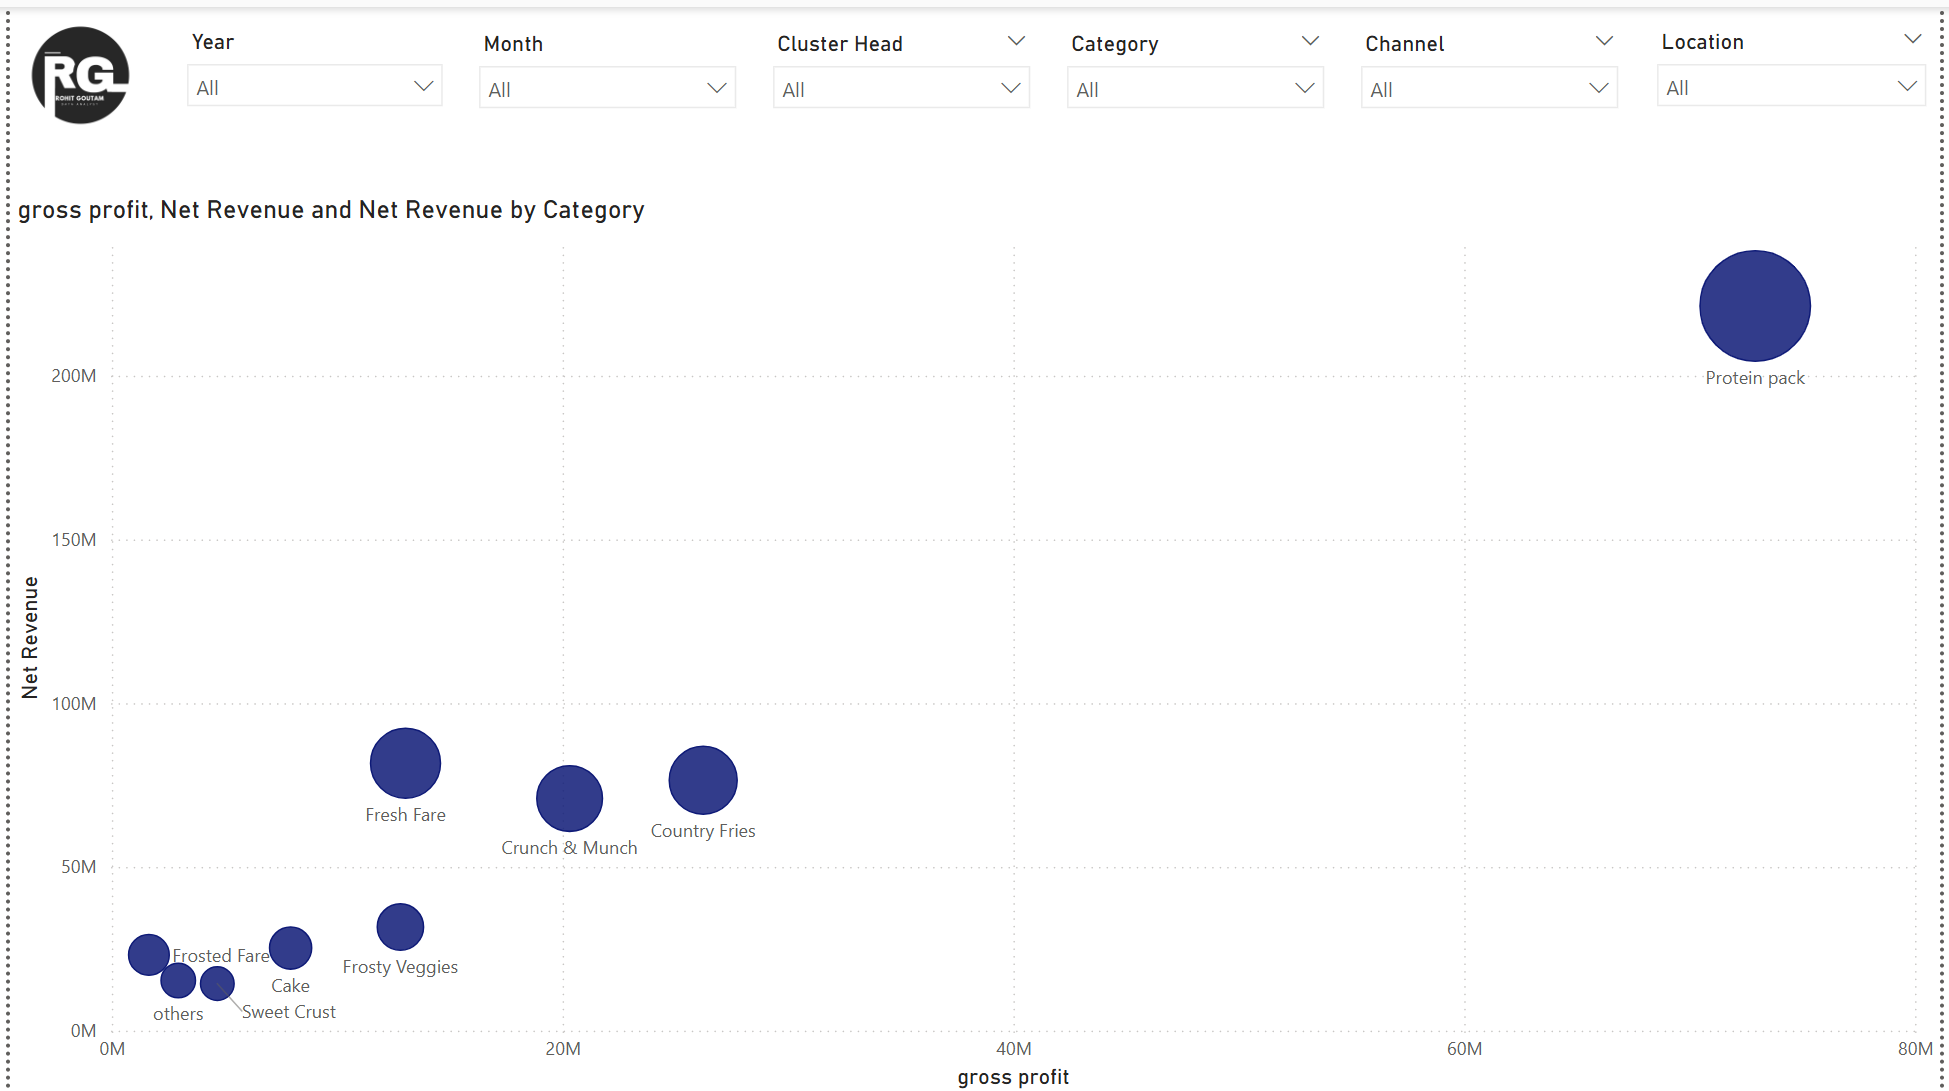 RG
ROHIT GOUTAM
DATA ANALYST
Year
All
Month
All
Cluster Head
All
Category
All
Channel
All
Location
All
gross profit, Net Revenue and Net Revenue by Category
Net Revenue
200M
150M
100M
50M
0M
Protein pack
Fresh Fare
Crunch & Munch
Country Fries
Frosted Fare
Cake
Frosty Veggies
others
Sweet Crust
0M
20M
40M
60M
80M
gross profit